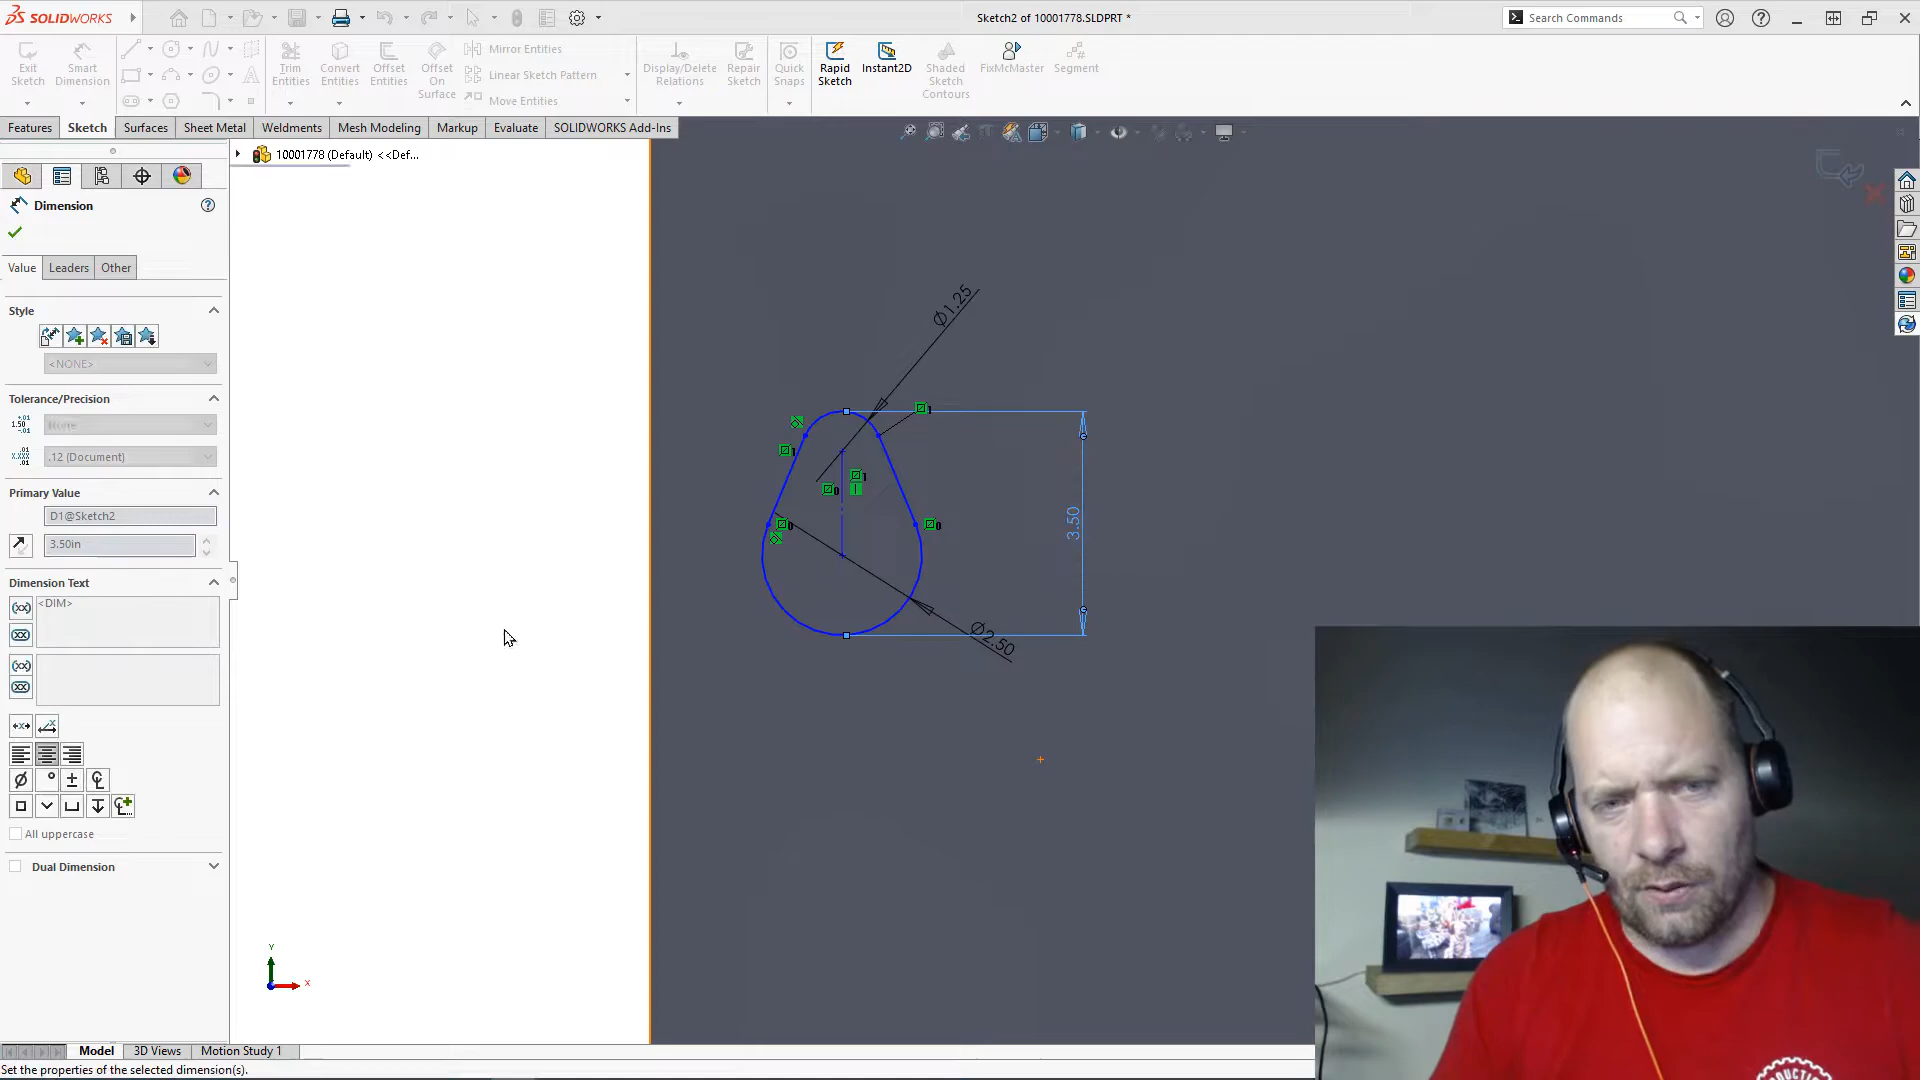 SOLIDWORKS
Sketch2 of 10001778.SLDPRT *
Search Commands
Exit Sketch
Smart Dimension
Trim Entities
Convert Entities
Offset Entities
Offset On Surface
Mirror Entities
Linear Sketch Pattern
Move Entities
Display/Delete Relations
Repair Sketch
Quick Snaps
Rapid Sketch
Instant2D
Shaded Sketch Contours
FixMcMaster
Segment
Features
Sketch
Surfaces
Sheet Metal
Weldments
Mesh Modeling
Markup
Evaluate
SOLIDWORKS Add-Ins
10001778 (Default) <<Def...
Dimension
Value
Leaders
Other
Style
<NONE>
Tolerance/Precision
None
.12 (Document)
Primary Value
D1@Sketch2
3.50in
Dimension Text
<DIM>
All uppercase
Dual Dimension
Ø1.25
3.50
Ø2.50
Y
X
Model
3D Views
Motion Study 1
Set the properties of the selected dimension(s).